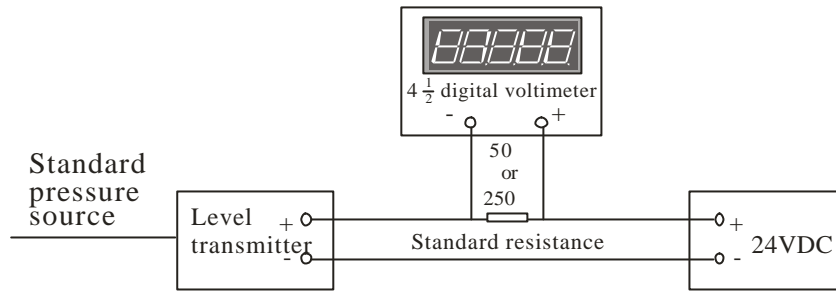 4 1/2 digital voltimeter
- +
50
or
250
Standard
pressure
source
Level
transmitter
+
-
Standard resistance
+
-
24VDC